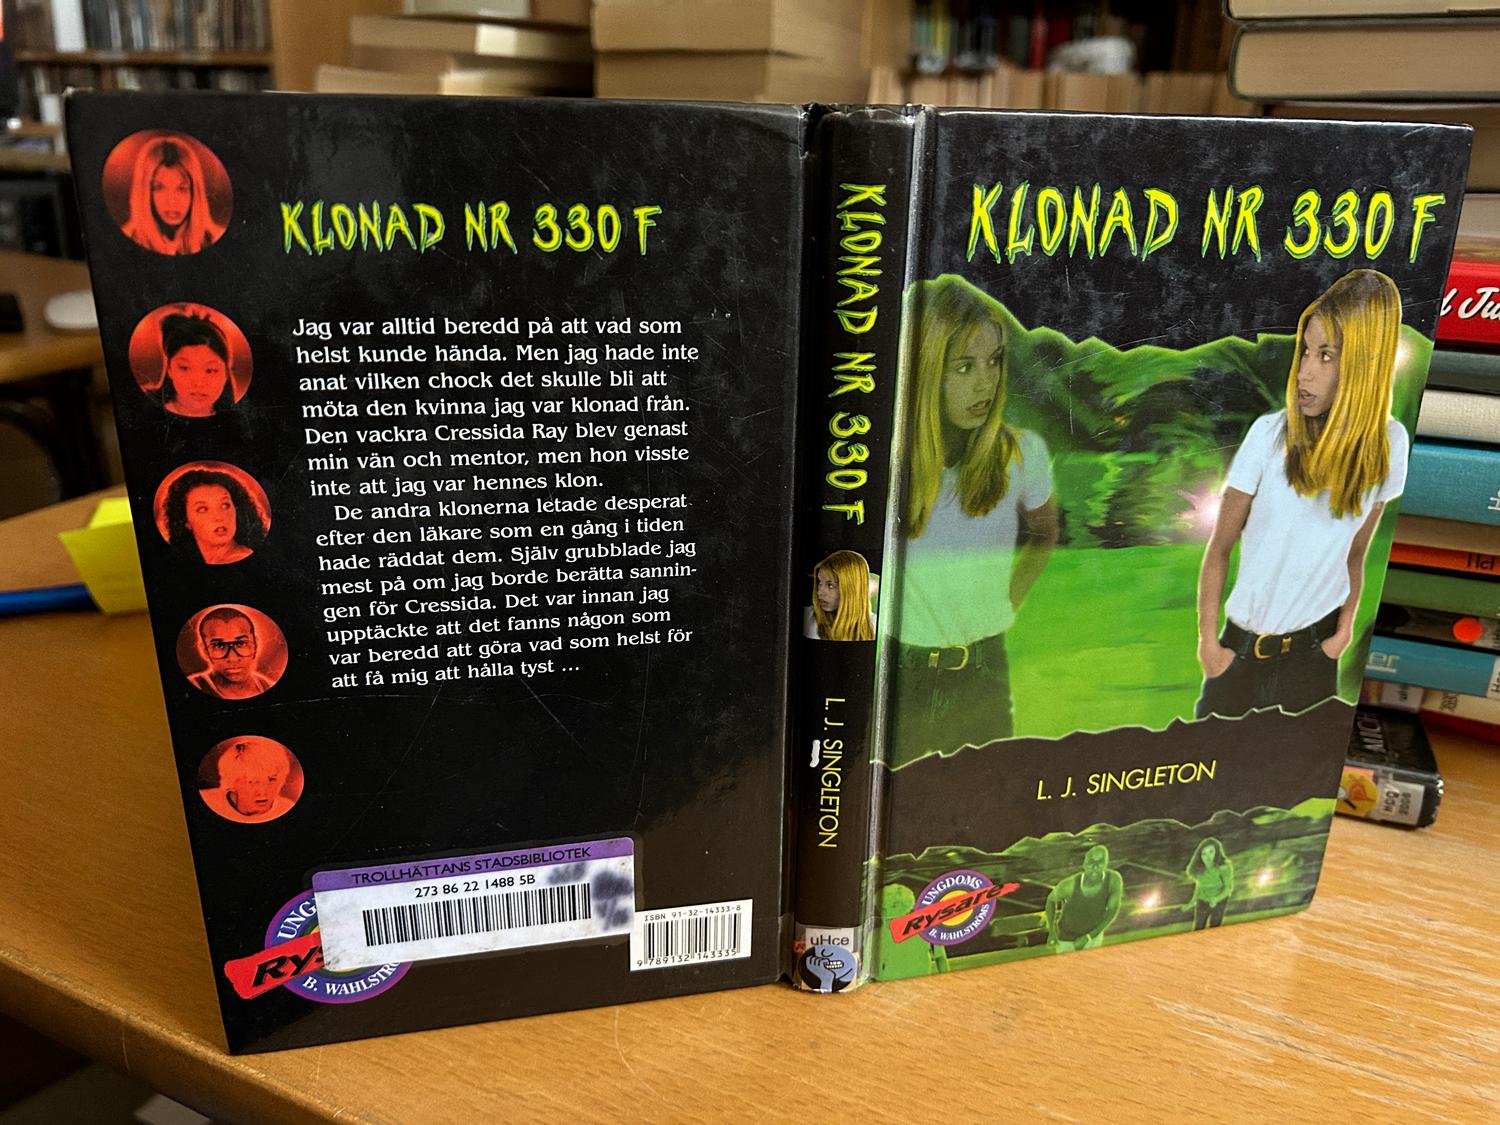 KLONAD NR 330 F
Jag var alltid beredd på att vad som
helst kunde hända. Men jag hade inte
anat vilken chock det skulle bli att
möta den kvinna jag var klonad från.
Den vackra Cressida Ray blev genast
min vän och mentor, men hon visste
inte att jag var hennes klon.
De andra klonerna letade desperat
efter den läkare som en gång i tiden
hade räddat dem. Själv grubblade jag
mest på om jag borde berätta sannin-
gen för Cressida. Det var innan jag
upptäckte att det fanns någon som
var beredd att göra vad som helst för
att få mig att hålla tyst ...
TROLLHÄTTANS STADSBIBLIOTEK
273 86 22 1488 5B
UNG
Rys
B. WAHLSTRÖ
ISBN 91-32-14333-8
9 789132 143335
KLONAD NR 330 F
L. J. SINGLETON
uHce
KLONAD NR 330 F
L. J. SINGLETON
UNGDOMS
Rysare
B. WAHLSTRÖMS